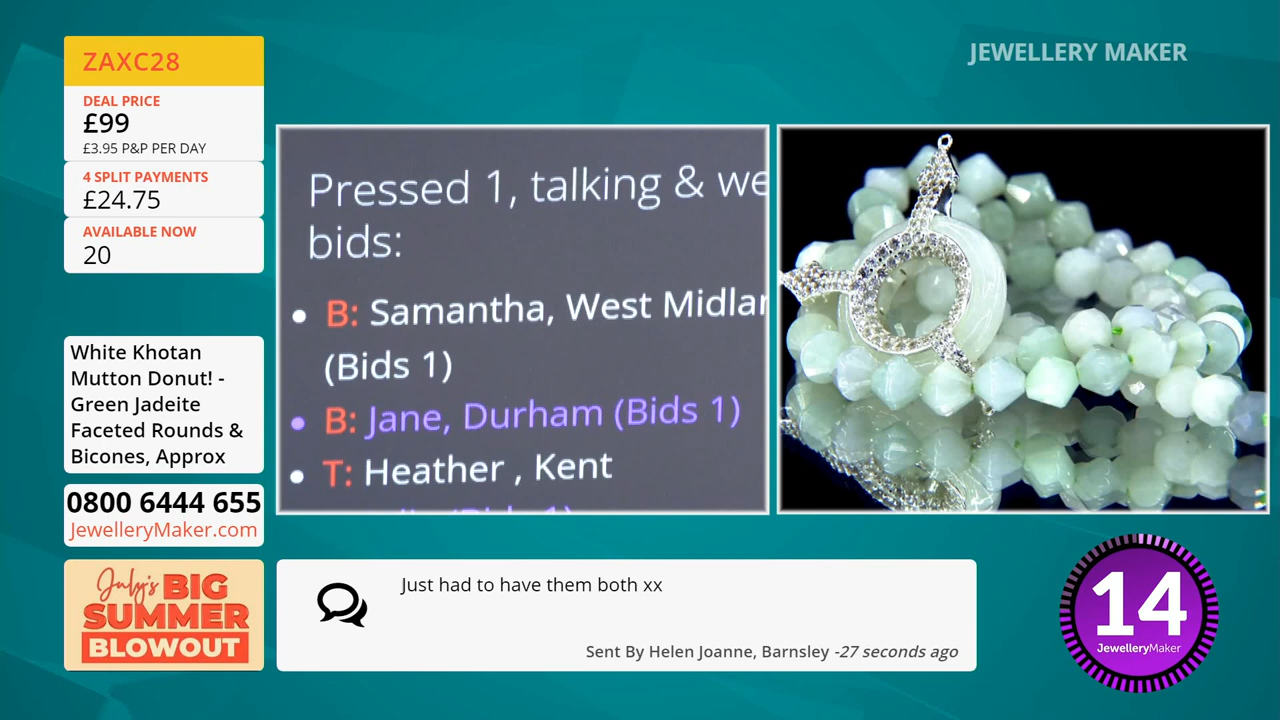 ZAXC28
DEAL PRICE
£99
£3.95 P&P PER DAY
4 SPLIT PAYMENTS
£24.75
AVAILABLE NOW
20
White Khotan
Mutton Donut! -
Green Jadeite
Faceted Rounds &
Bicones, Approx
0800 6444 655
JewelleryMaker.com
July's BIG
SUMMER
BLOWOUT
JEWELLERY MAKER
Pressed 1, talking & we
bids:
• B: Samantha, West Midla
(Bids 1)
• B: Jane, Durham (Bids 1)
• T: Heather , Kent
Just had to have them both xx
Sent By Helen Joanne, Barnsley -27 seconds ago
14
JewelleryMaker